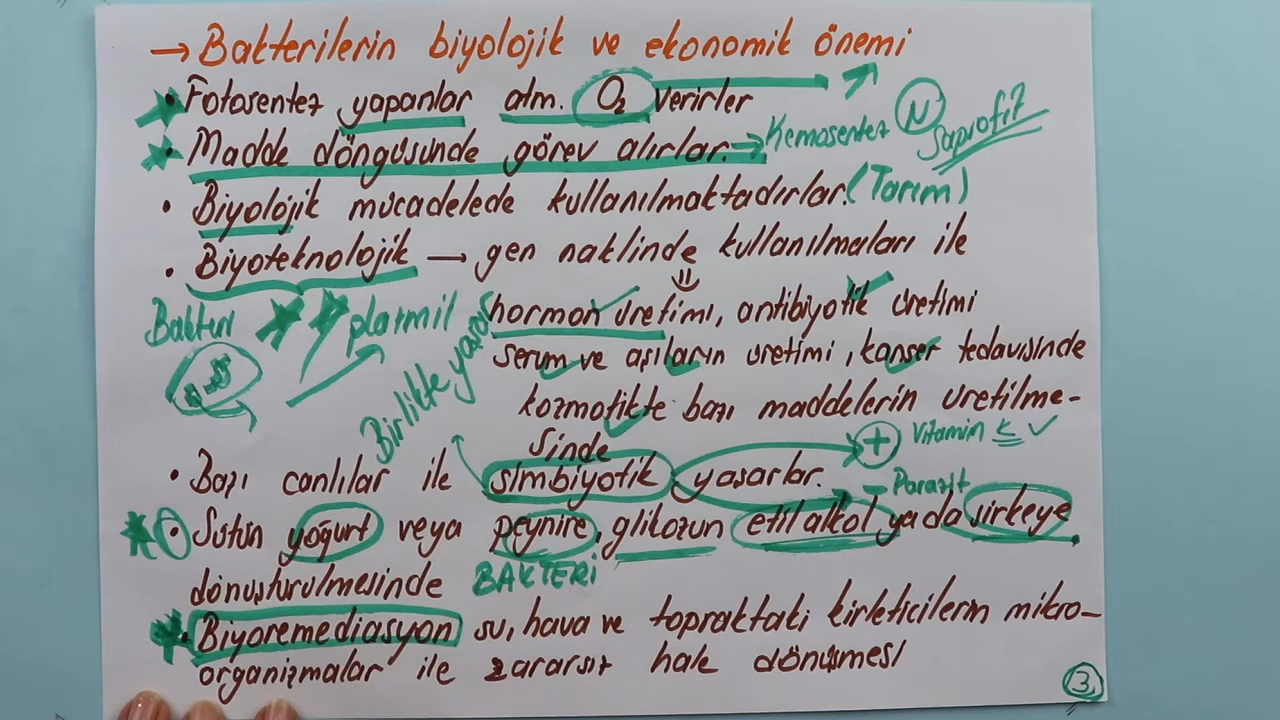 → Bakterilerin biyolojik ve ekonomik önemi
• Fotosentez yapanlar atm. O₂ verirler
N
Saprofit
• Madde döngüsünde görev alırlar. → Kemosentez
• Biyolojik mücadelede kullanılmaktadırlar. (Tarım)
• Biyoteknolojik → gen naklinde kullanılmaları ile
Bakteri
plazmil
Birlikte yaşar
hormon üretimi, antibiyotik üretimi
serum ve aşıların üretimi, kanser tedavisinde
kozmotikte bazı maddelerin üretilme-
sinde
+ Vitamin K
• Bazı canlılar ile simbiyotik yaşarlar.
- Parazit
• Sütün yoğurt veya peynire, glikozun etil alkol ya da sirkeye
dönüştürülmesinde
BAKTERİ
• Biyoremediasyon su, hava ve topraktaki kirleticilerin mikro-
organizmalar ile zararsız hale dönüşmesi
3